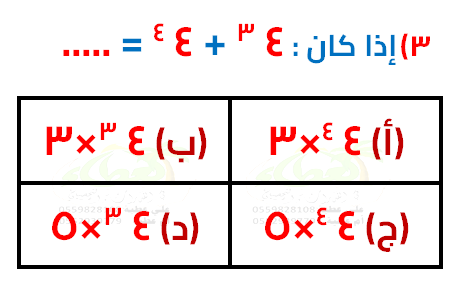 ٣) إذا كان : ٤ ٣ + ٤ ٤ = .....
(أ) ٤ ٤×٣
(ب) ٤ ٣×٣
(ج) ٤ ٤×٥
(د) ٤ ٣×٥